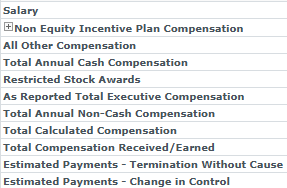 Salary
Non Equity Incentive Plan Compensation
All Other Compensation
Total Annual Cash Compensation
Restricted Stock Awards
As Reported Total Executive Compensation
Total Annual Non-Cash Compensation
Total Calculated Compensation
Total Compensation Received/Earned
Estimated Payments - Termination Without Cause
Estimated Payments - Change in Control